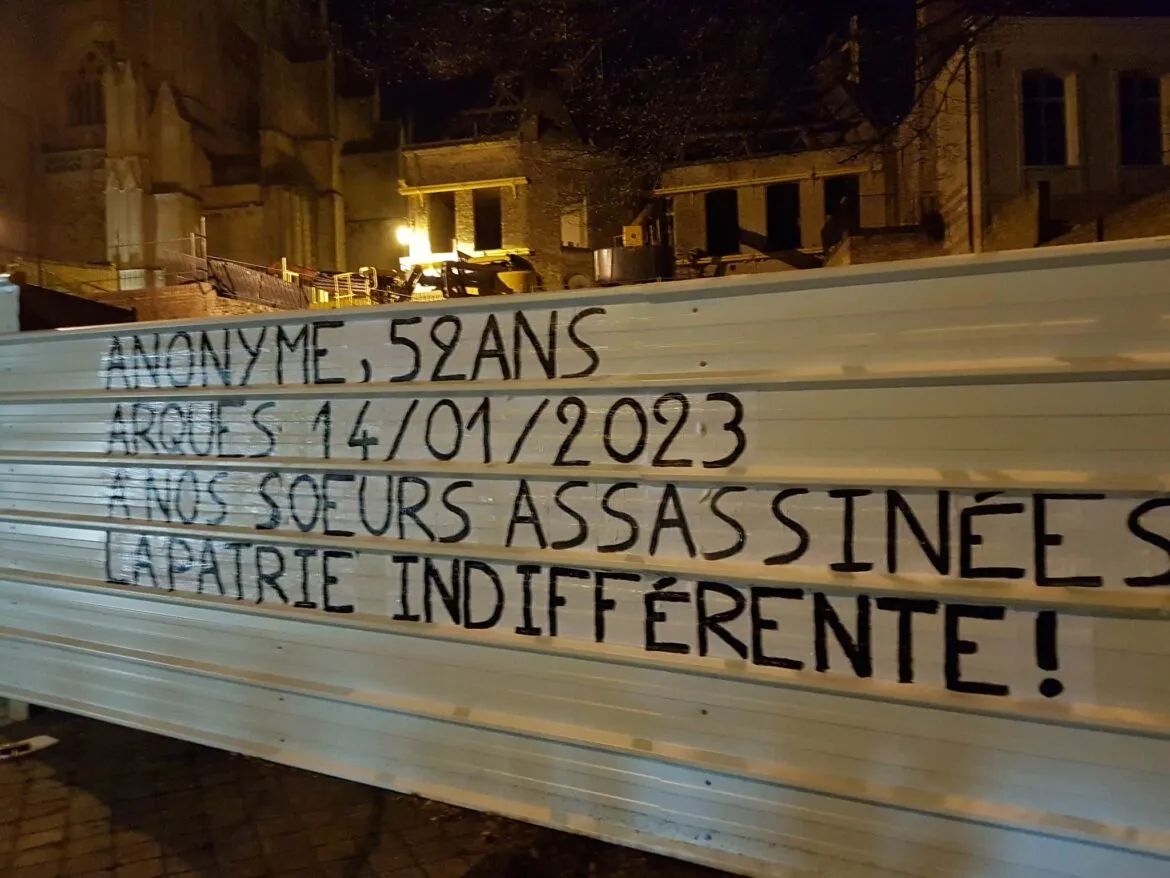 ANONYME, 52ANS
ARQUES 14/01/2023
A NOS SOEURS ASSASSINÉES
LA PATRIE INDIFFÉRENTE!